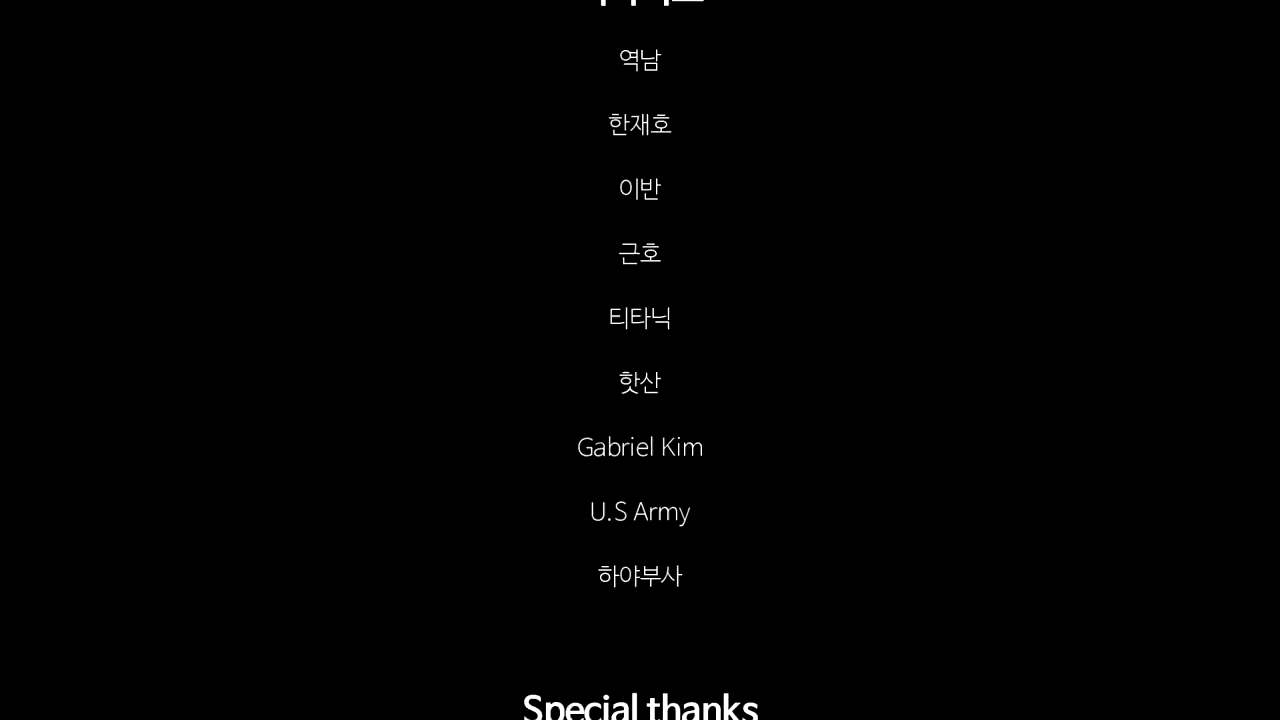 역남
한재호
이반
근호
티타닉
핫산
Gabriel Kim
U.S Army
하야부사
Special thanks